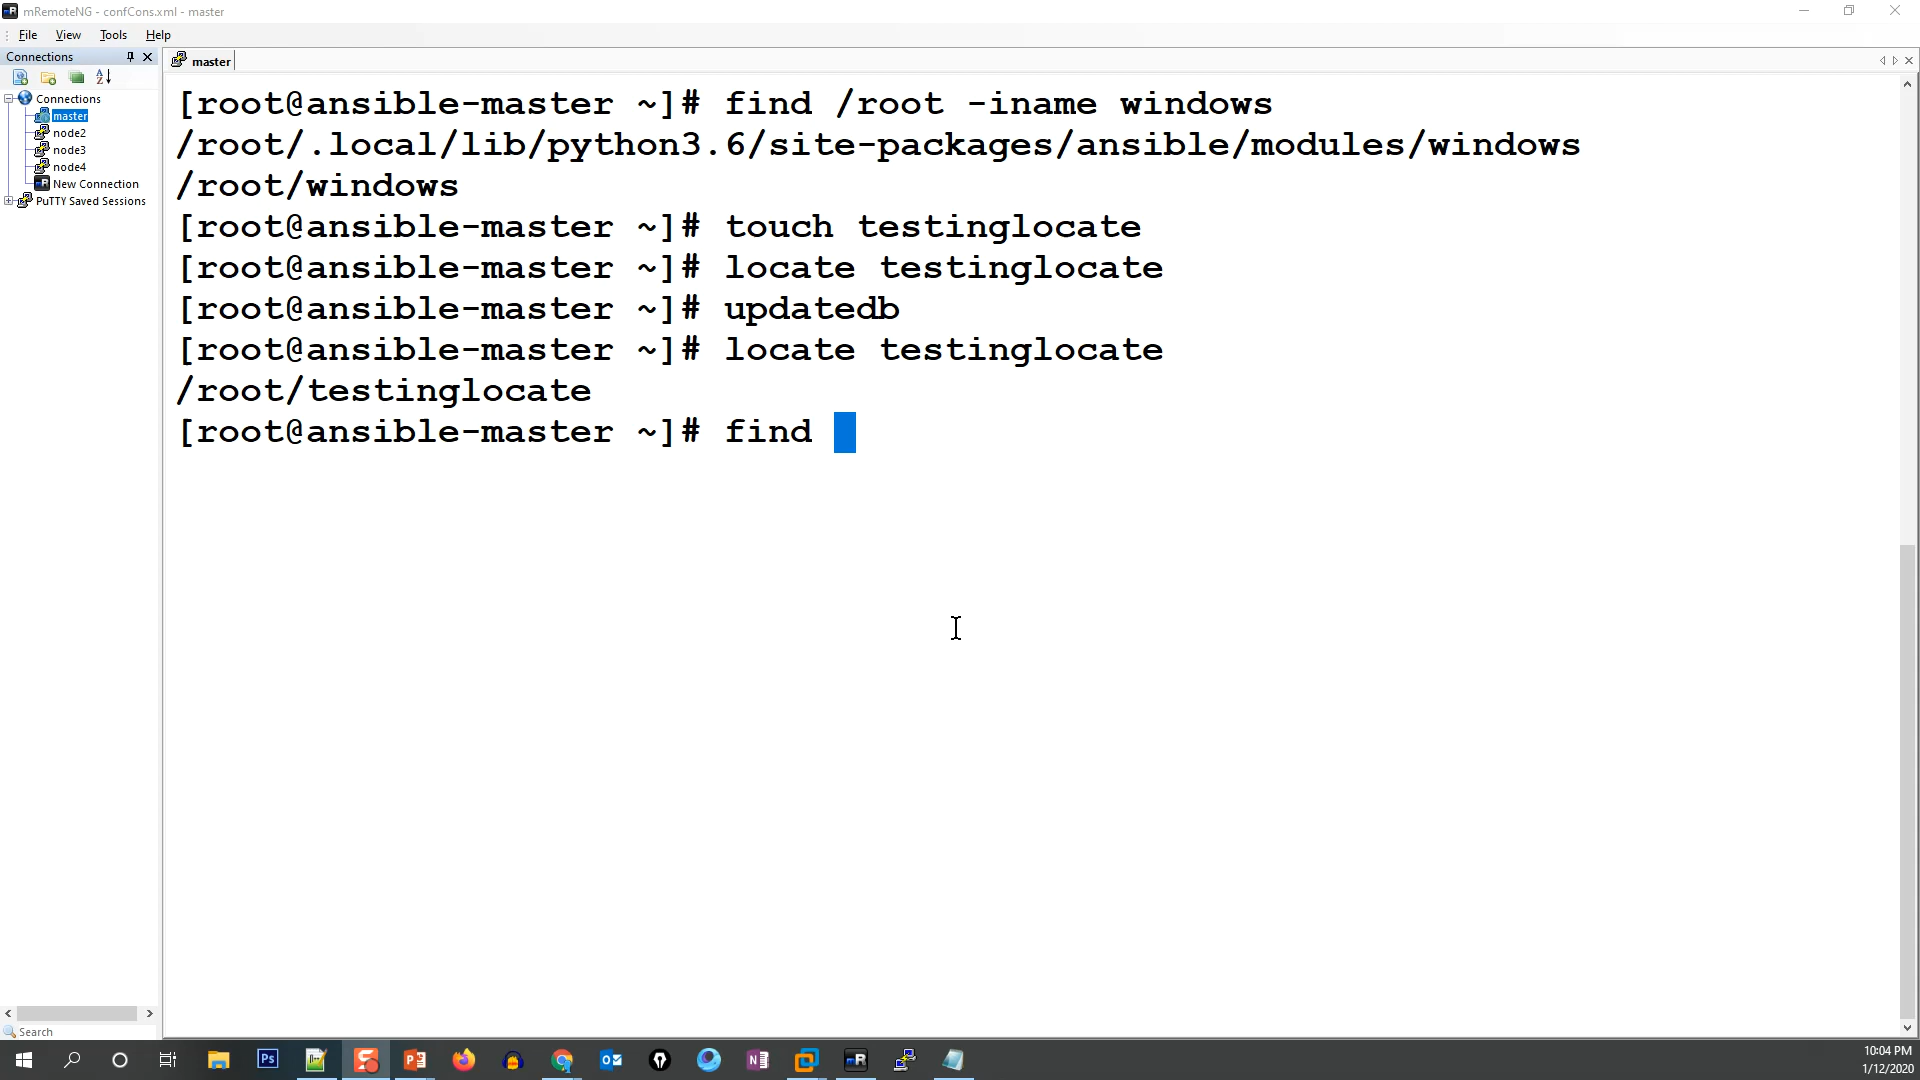 mRemoteNG - confCons.xml - master
File View Tools Help
Connections
master
Connections
master
node2
node3
node4
New Connection
PuTTY Saved Sessions
[root@ansible-master ~]# find /root -iname windows
/root/.local/lib/python3.6/site-packages/ansible/modules/windows
/root/windows
[root@ansible-master ~]# touch testinglocate
[root@ansible-master ~]# locate testinglocate
[root@ansible-master ~]# updatedb
[root@ansible-master ~]# locate testinglocate
/root/testinglocate
[root@ansible-master ~]# find
Search
10:04 PM
1/12/2020